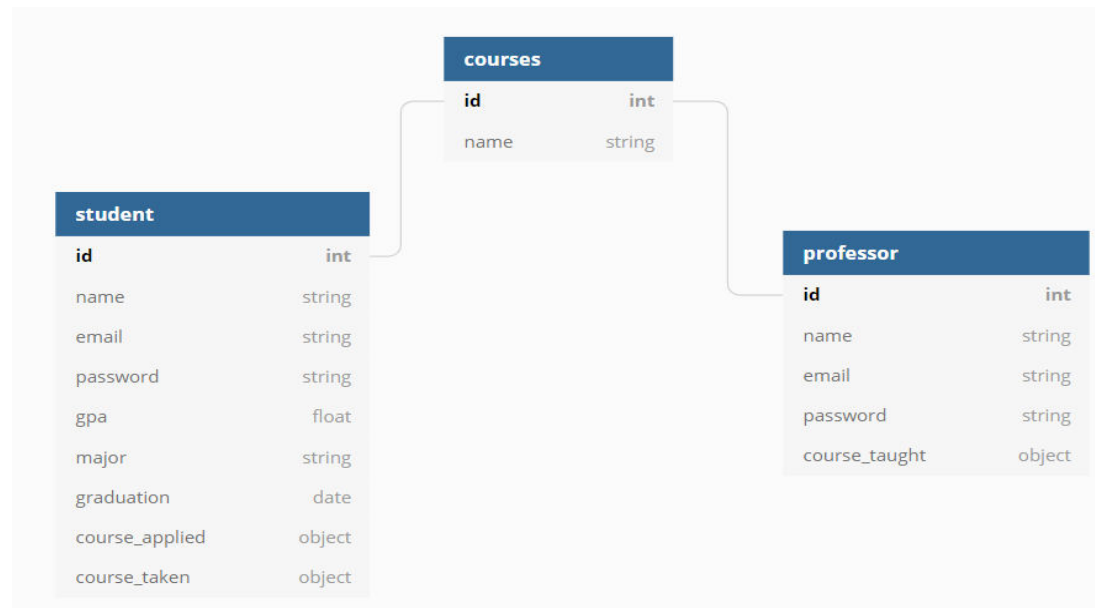 courses
id int
name string
student
id int
name string
email string
password string
gpa float
major string
graduation date
course_applied object
course_taken object
professor
id int
name string
email string
password string
course_taught object